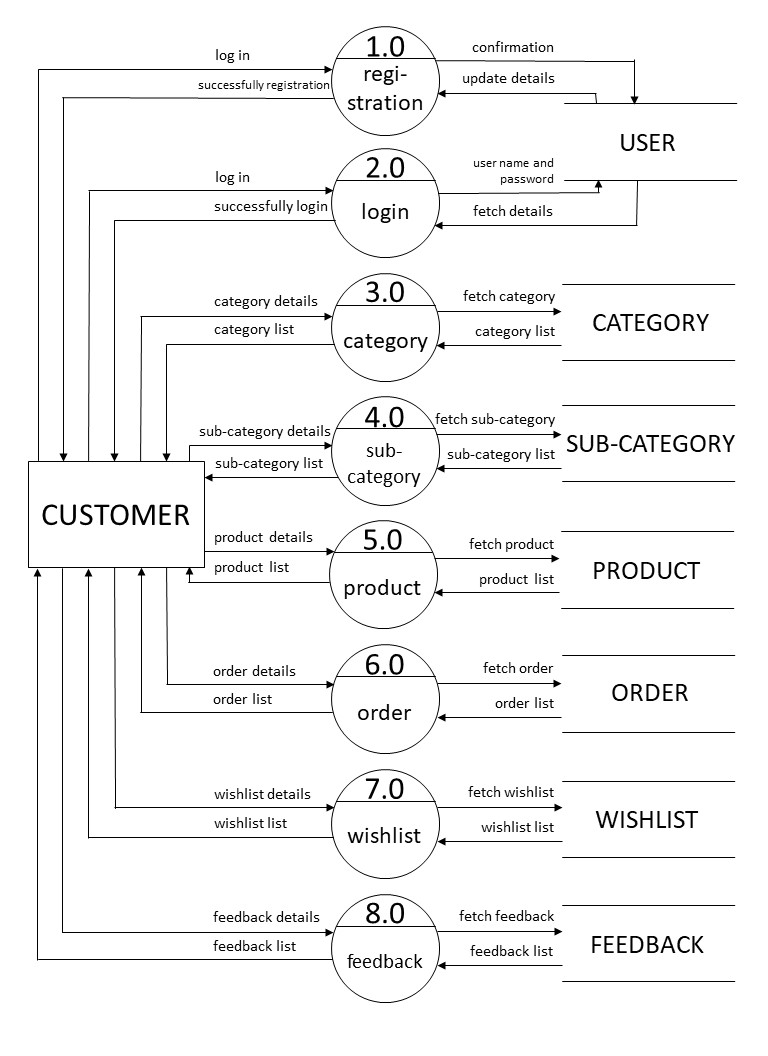 1.0
regi-
stration
log in
successfully registration
confirmation
update details
USER
2.0
login
log in
successfully login
user name and
password
fetch details
3.0
category
category details
category list
fetch category
category list
CATEGORY
4.0
sub-
category
sub-category details
sub-category list
fetch sub-category
sub-category list
SUB-CATEGORY
CUSTOMER
5.0
product
product details
product list
fetch product
product list
PRODUCT
6.0
order
order details
order list
fetch order
order list
ORDER
7.0
wishlist
wishlist details
wishlist list
fetch wishlist
wishlist list
WISHLIST
8.0
feedback
feedback details
feedback list
fetch feedback
feedback list
FEEDBACK